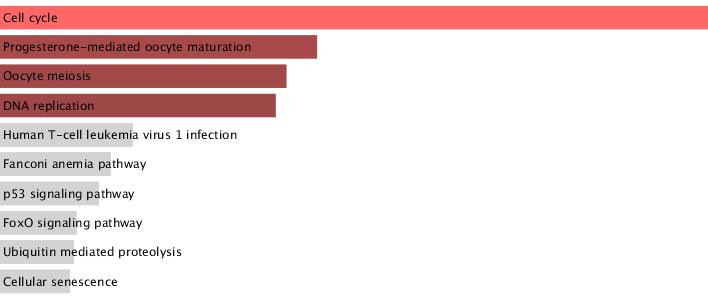 Cell cycle
Progesterone-mediated oocyte maturation
Oocyte meiosis
DNA replication
Human T-cell leukemia virus 1 infection
Fanconi anemia pathway
p53 signaling pathway
FoxO signaling pathway
Ubiquitin mediated proteolysis
Cellular senescence